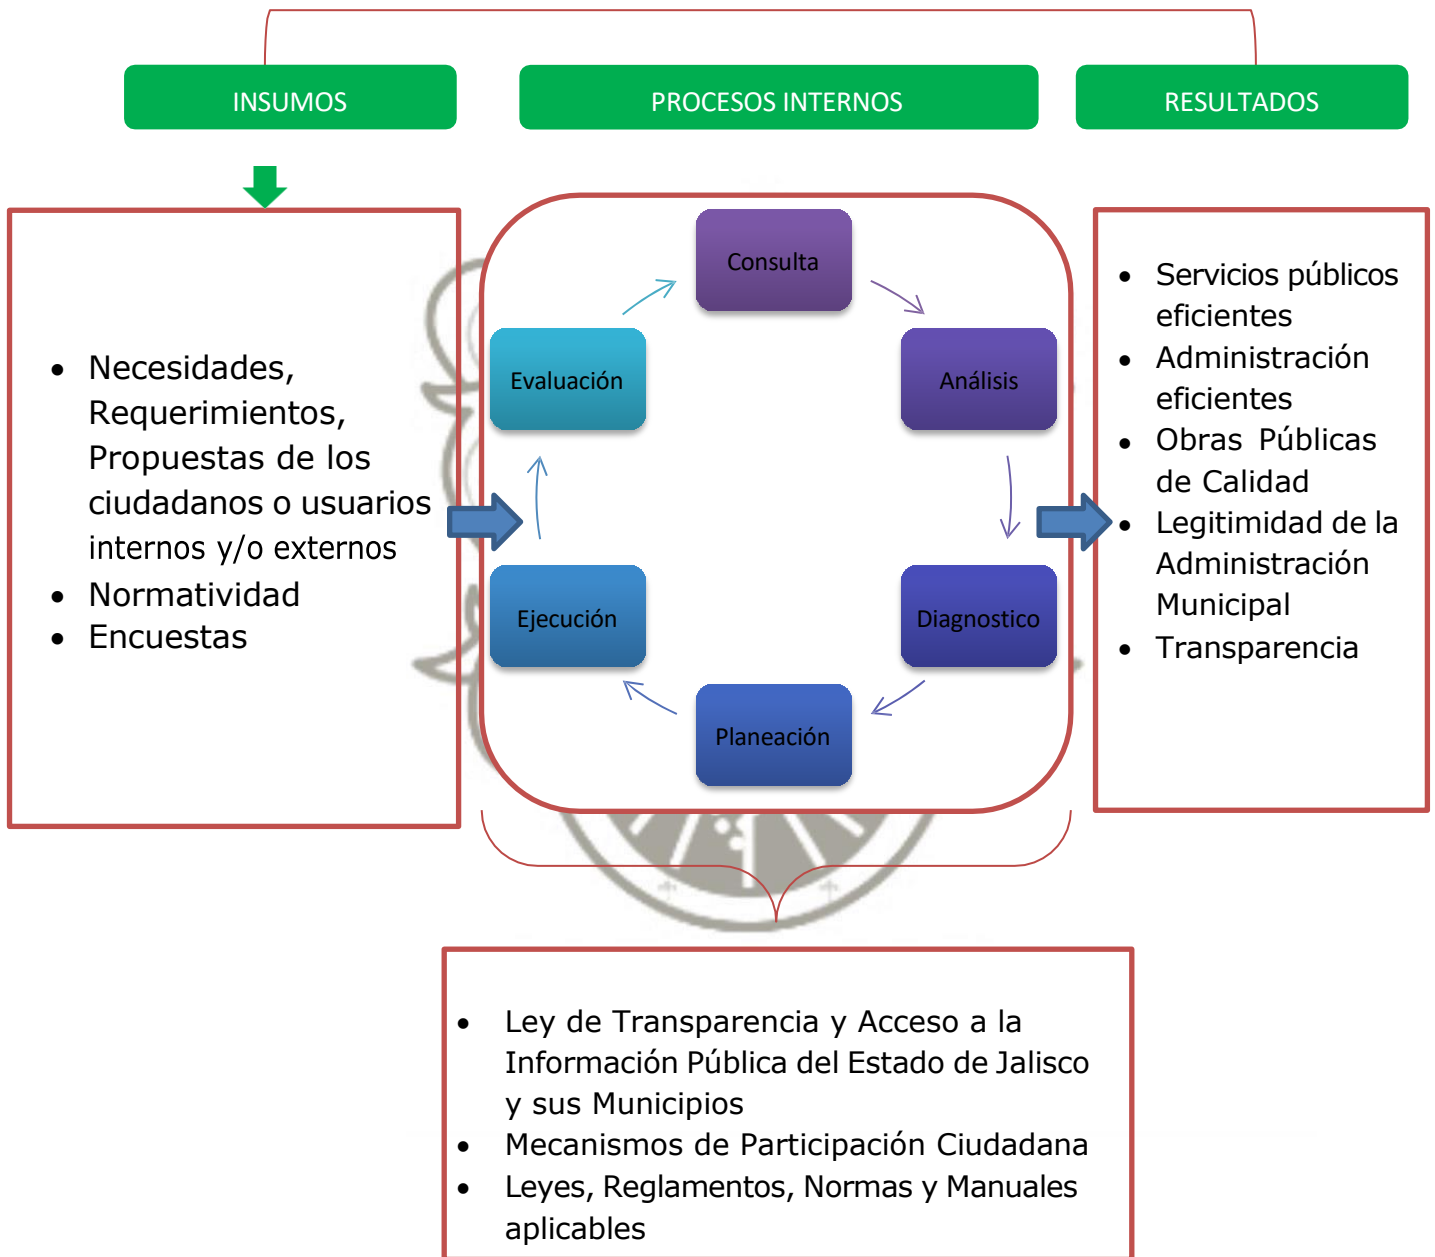 INSUMOS
PROCESOS INTERNOS
RESULTADOS
• Necesidades,
Requerimientos,
Propuestas de los
ciudadanos o usuarios
internos y/o externos
• Normatividad
• Encuestas
Consulta
Análisis
Diagnostico
Planeación
Ejecución
Evaluación
• Servicios públicos
eficientes
• Administración
eficientes
• Obras Públicas
de Calidad
• Legitimidad de la
Administración
Municipal
• Transparencia
• Ley de Transparencia y Acceso a la
Información Pública del Estado de Jalisco
y sus Municipios
• Mecanismos de Participación Ciudadana
• Leyes, Reglamentos, Normas y Manuales
aplicables